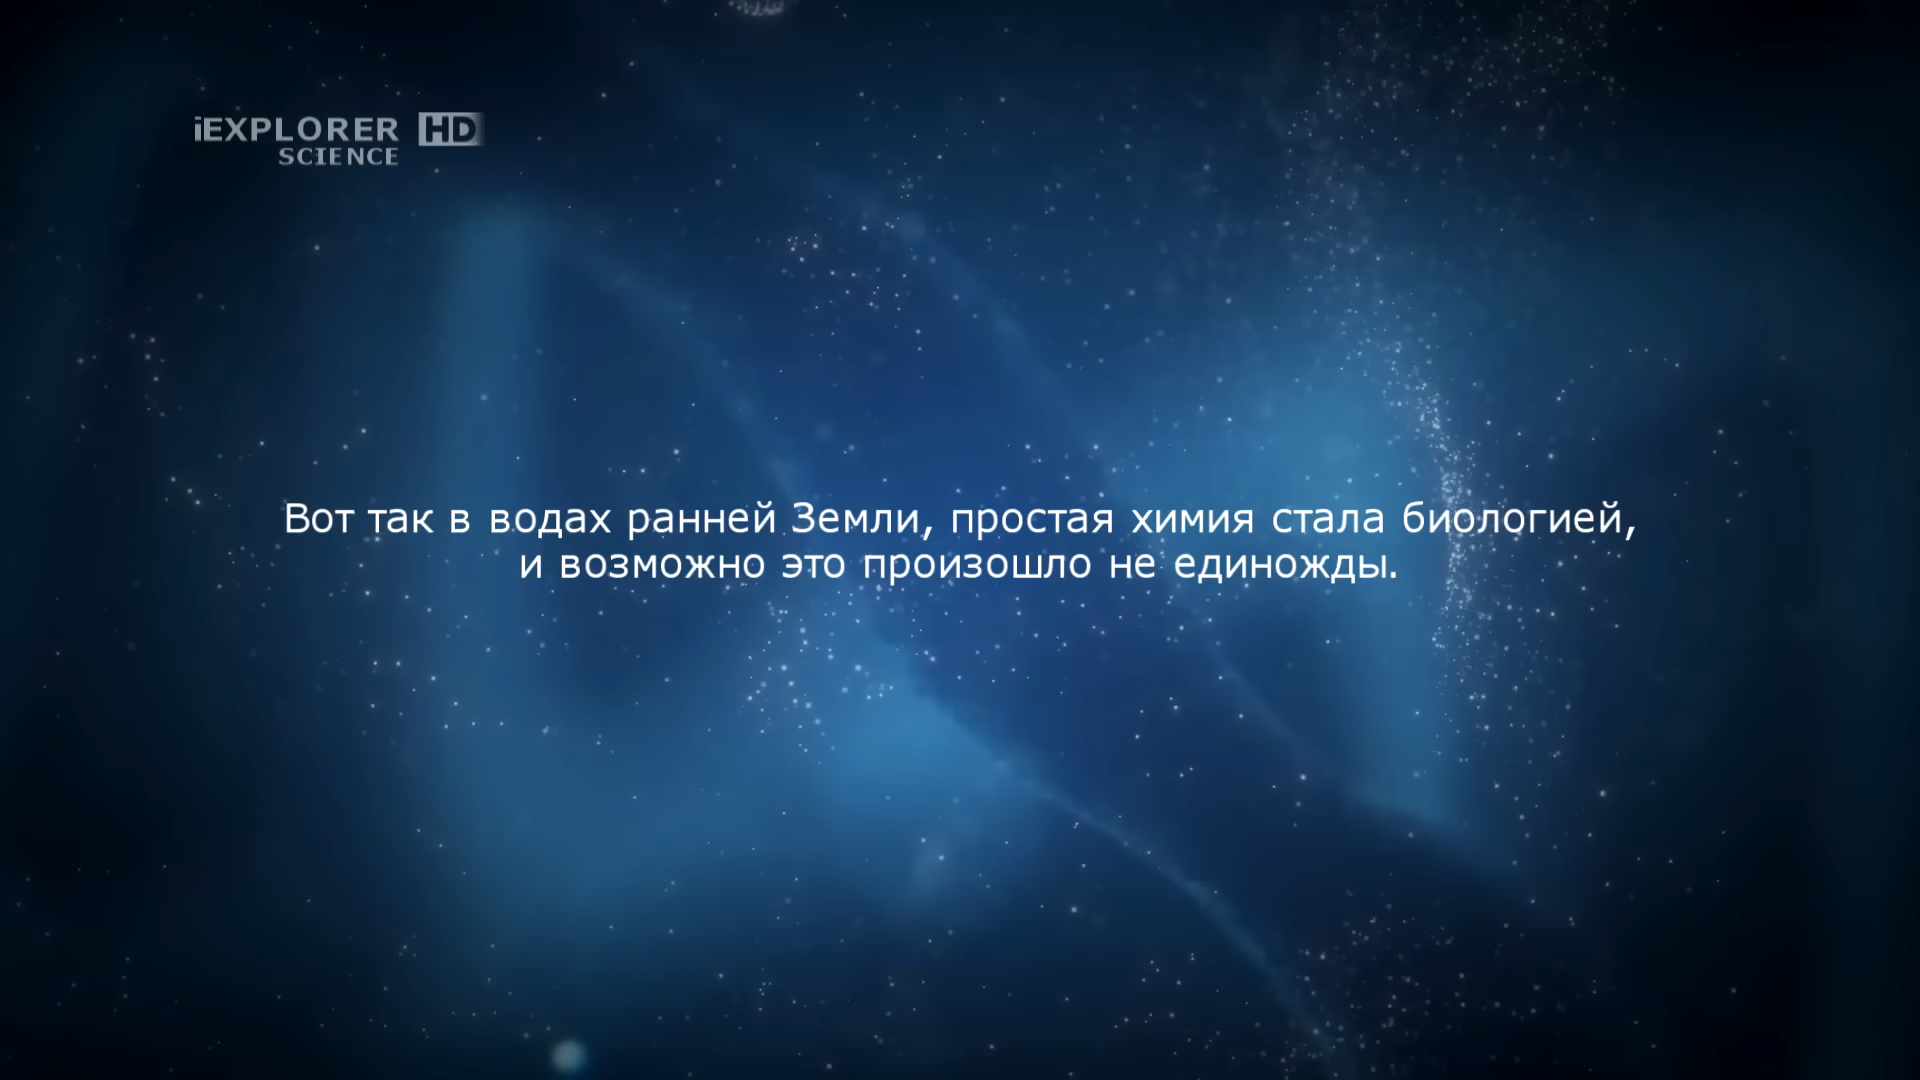 iEXPLORER HD
SCIENCE
Вот так в водах ранней Земли, простая химия стала биологией,
и возможно это произошло не единожды.